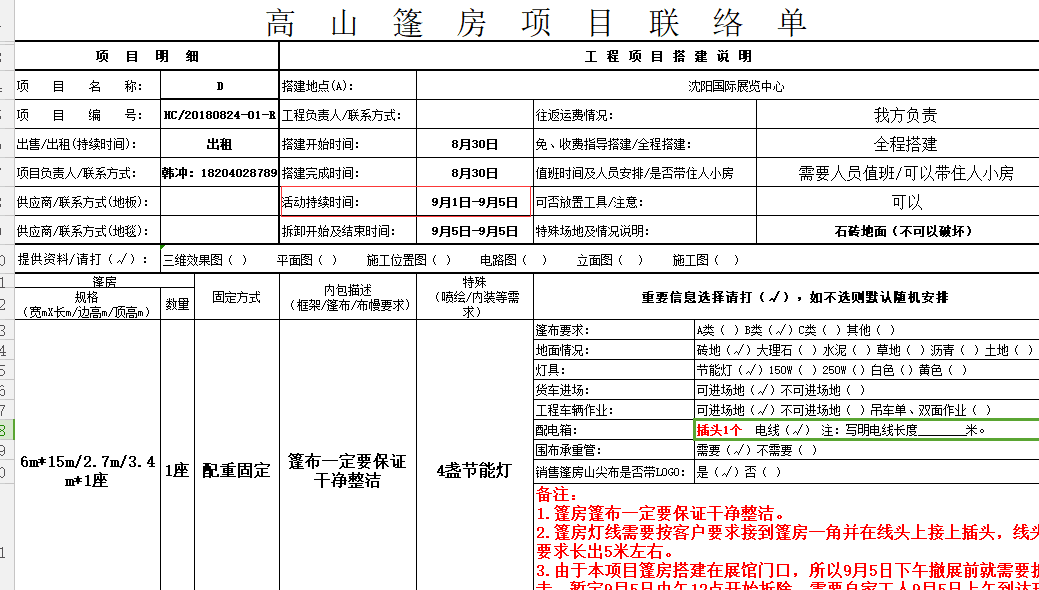 高 山 篷 房 项 目 联 络 单
项 目 明 细 工 程 项 目 搭 建 说 明
项 目 名 称: D 搭建地点(A): 沈阳国际展览中心
项 目 编 号: HC/20180824-01-R 工程负责人/联系方式: 往返运费情况: 我方负责
出售/出租(持续时间): 出租 搭建开始时间: 8月30日 免、收费指导搭建/全程搭建: 全程搭建
项目负责人/联系方式: 韩冲: 18204028789 搭建完成时间: 8月30日 值班时间及人员安排/是否带住人小房 需要人员值班/可以带住人小房
供应商/联系方式(地板): 活动持续时间: 9月1日-9月5日 可否放置工具/注意: 可以
供应商/联系方式(地毯): 拆卸开始及结束时间: 9月5日-9月5日 特殊场地及情况说明: 石砖地面(不可以破坏)
提供资料/请打(√): 三维效果图( ) 平面图( ) 施工位置图( ) 电路图( ) 立面图( ) 施工图( )
篷房
规格
(宽mX长m/边高m/顶高m)
数量
固定方式
内包描述
(框架/篷布/布幔要求)
特殊
(喷绘/内装等需
求)
重要信息选择请打(√),如不选则默认随机安排
6m*15m/2.7m/3.4
m*1座
1座
配重固定
篷布一定要保证
干净整洁
4盏节能灯
篷布要求: A类( )B类(√)C类( )其他( )
地面情况: 砖地(√)大理石( )水泥( )草地( )沥青( )土地( )
灯具: 节能灯(√)150W( )250W()白色()黄色( )
货车进场: 可进场地(√)不可进场地( )
工程车辆作业: 可进场地(√)不可进场地( )吊车单、双面作业( )
配电箱: 插头1个 电线(√) 注: 写明电线长度_______米。
围布承重管: 需要(√)不需要( )
销售篷房山尖布是否带LOGO: 是(√)否( )
备注:
1.篷房篷布一定要保证干净整洁。
2.篷房灯线需要按客户要求接到篷房一角并在线头上接上插头,线头
要求长出5米左右。
3.由于本项目篷房搭建在展馆门口,所以9月5日下午撤展前就需要拆